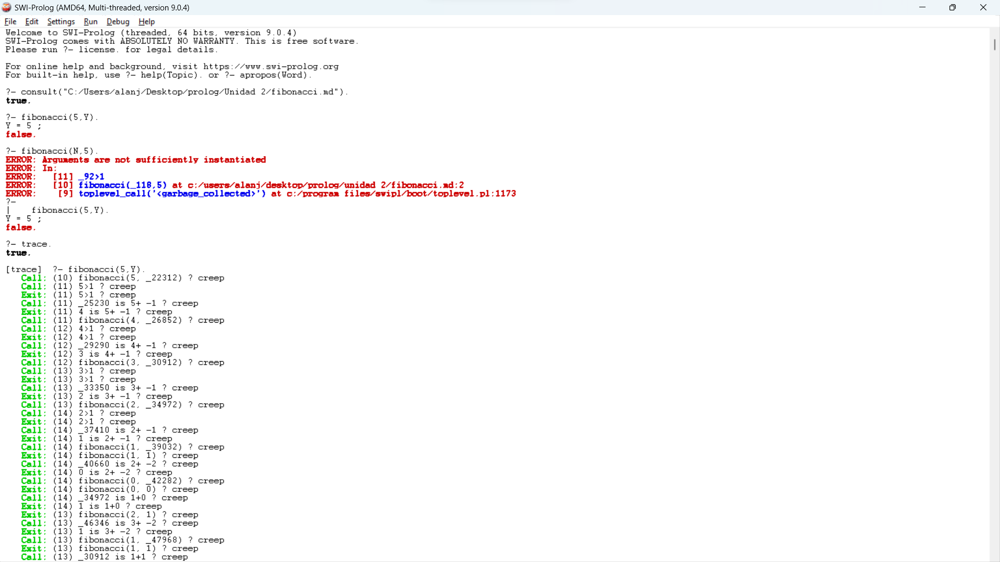 SWI-Prolog (AMD64, Multi-threaded, version 9.0.4)
File Edit Settings Run Debug Help
Welcome to SWI-Prolog (threaded, 64 bits, version 9.0.4)
SWI-Prolog comes with ABSOLUTELY NO WARRANTY. This is free software.
Please run ?- license. for legal details.
For online help and background, visit https://www.swi-prolog.org
For built-in help, use ?- help(Topic). or ?- apropos(Word).
?- consult("C:/Users/alanj/Desktop/prolog/Unidad 2/fibonacci.md").
true.
?- fibonacci(5,Y).
Y = 5 ;
false.
?- fibonacci(N,5).
ERROR: Arguments are not sufficiently instantiated
ERROR: In:
ERROR:   [11] _92>1
ERROR:   [10] fibonacci(_118,5) at c:/users/alanj/desktop/prolog/unidad 2/fibonacci.md:2
ERROR:    [9] toplevel_call('<garbage_collected>') at c:/program files/swipl/boot/toplevel.pl:1173
?-
|    fibonacci(5,Y).
Y = 5 ;
false.
?- trace.
true.
[trace]  ?- fibonacci(5,Y).
Call: (10) fibonacci(5, _22312) ? creep
Call: (11) 5>1 ? creep
Exit: (11) 5>1 ? creep
Call: (11) _25230 is 5+ -1 ? creep
Exit: (11) 4 is 5+ -1 ? creep
Call: (11) fibonacci(4, _26852) ? creep
Call: (12) 4>1 ? creep
Exit: (12) 4>1 ? creep
Call: (12) _29290 is 4+ -1 ? creep
Exit: (12) 3 is 4+ -1 ? creep
Call: (12) fibonacci(3, _30912) ? creep
Call: (13) 3>1 ? creep
Exit: (13) 3>1 ? creep
Call: (13) _33350 is 3+ -1 ? creep
Exit: (13) 2 is 3+ -1 ? creep
Call: (13) fibonacci(2, _34972) ? creep
Call: (14) 2>1 ? creep
Exit: (14) 2>1 ? creep
Call: (14) _37410 is 2+ -1 ? creep
Exit: (14) 1 is 2+ -1 ? creep
Call: (14) fibonacci(1, _39032) ? creep
Exit: (14) fibonacci(1, 1) ? creep
Call: (14) _40660 is 2+ -2 ? creep
Exit: (14) 0 is 2+ -2 ? creep
Call: (14) fibonacci(0, _42282) ? creep
Exit: (14) fibonacci(0, 0) ? creep
Call: (14) _34972 is 1+0 ? creep
Exit: (14) 1 is 1+0 ? creep
Exit: (13) fibonacci(2, 1) ? creep
Call: (13) _46346 is 3+ -2 ? creep
Exit: (13) 1 is 3+ -2 ? creep
Call: (13) fibonacci(1, _47968) ? creep
Exit: (13) fibonacci(1, 1) ? creep
Call: (13) _30912 is 1+1 ? creep